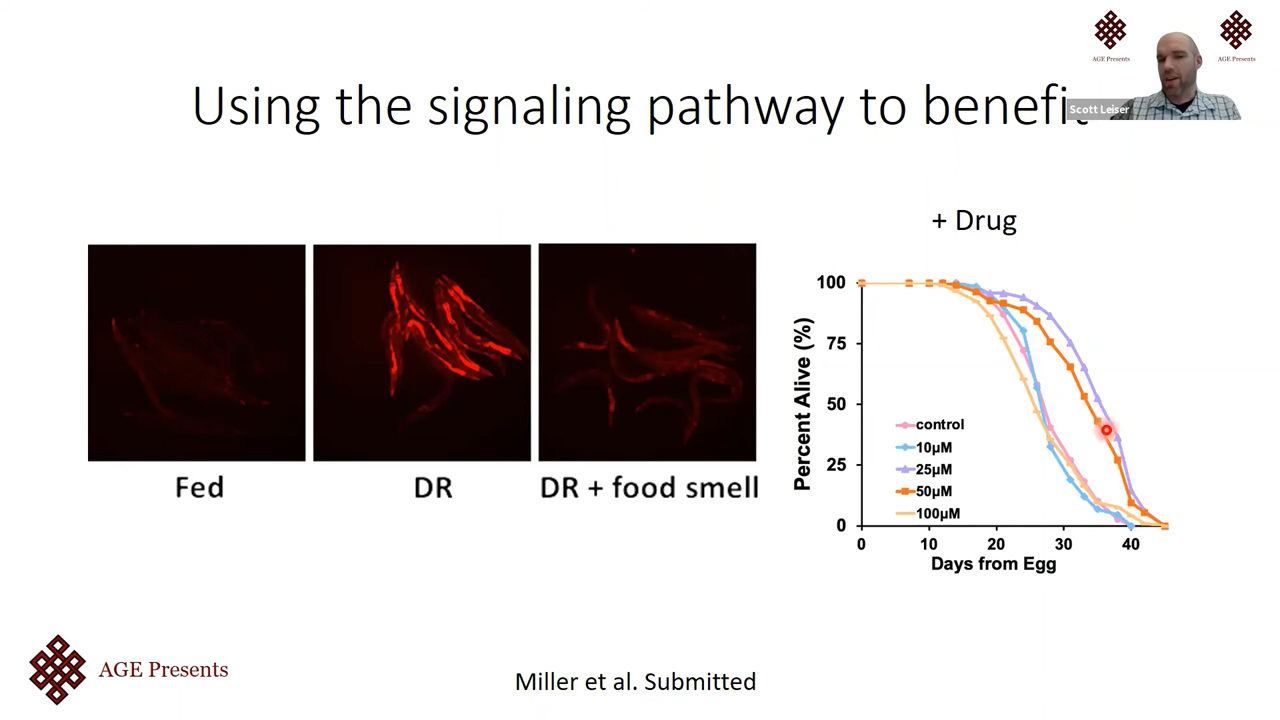 AGE Presents
AGE Presents
Scott Leiser
Using the signaling pathway to benefit
+ Drug
Fed
DR
DR + food smell
Percent Alive (%)
100
75
50
25
0
control
10µM
25µM
50µM
100µM
0 10 20 30 40
Days from Egg
AGE Presents
Miller et al. Submitted